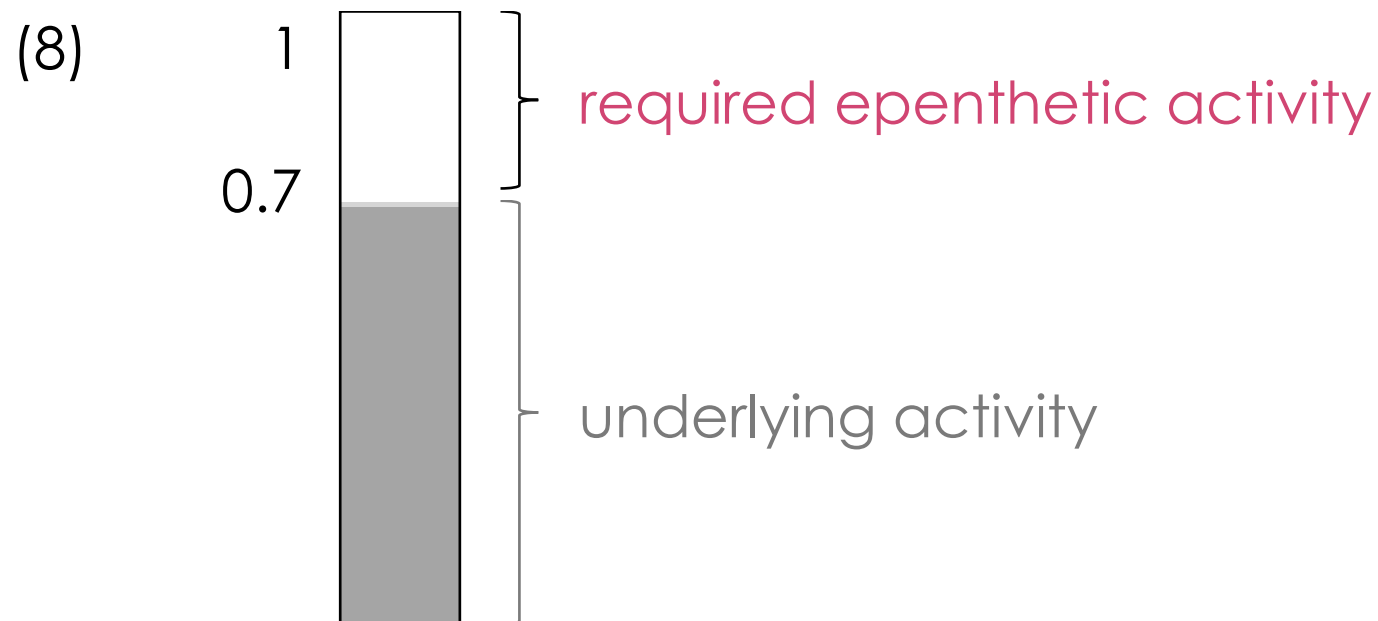 (8) 1
required epenthetic activity
0.7
underlying activity